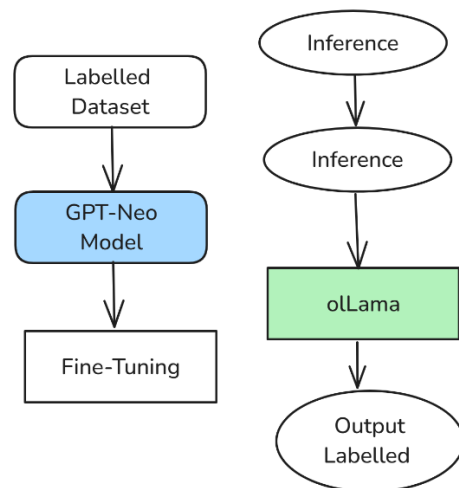 Labelled
Dataset
GPT-Neo
Model
Fine-Tuning
Inference
Inference
olLama
Output
Labelled